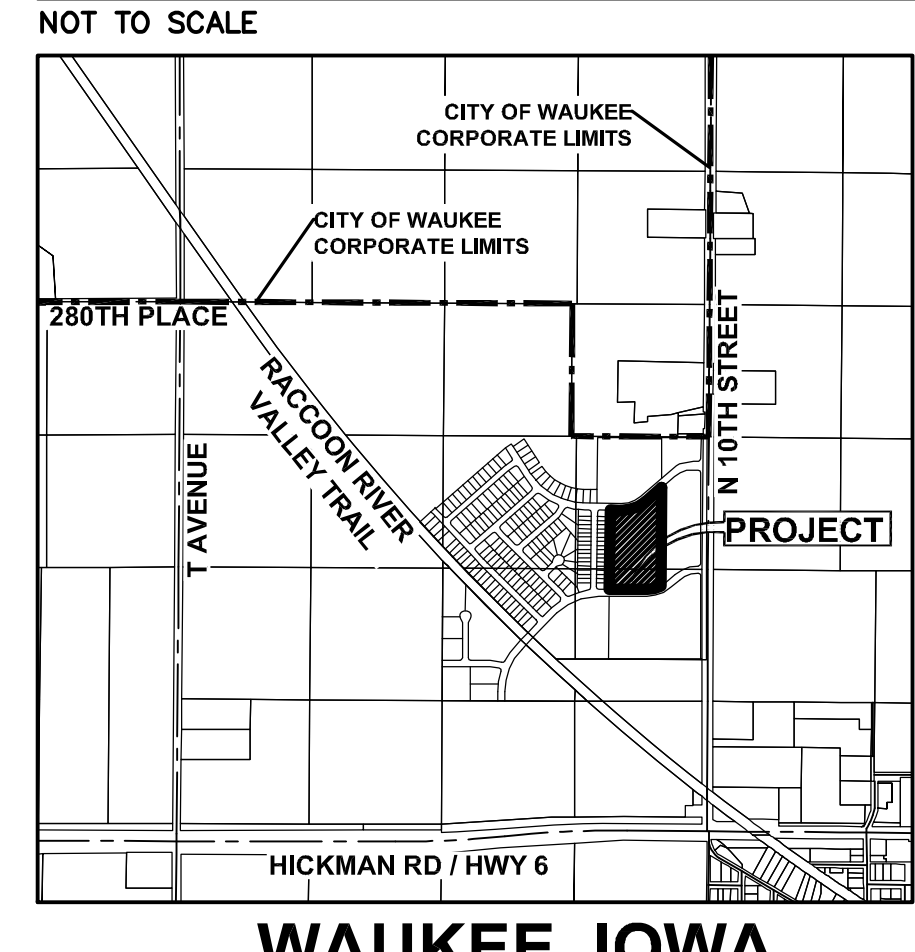 NOT TO SCALE
CITY OF WAUKEE
CORPORATE LIMITS
CITY OF WAUKEE
CORPORATE LIMITS
280TH PLACE
RACCOON RIVER
VALLEY TRAIL
N 10TH STREET
T AVENUE
PROJECT
HICKMAN RD / HWY 6
WAUKEE, IOWA